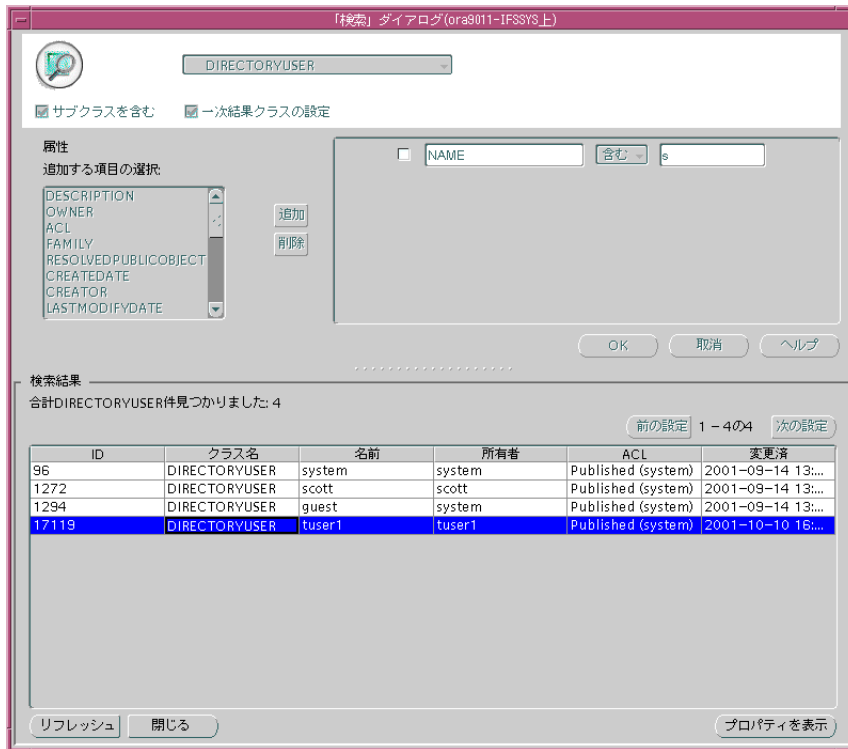 「検索」ダイアログ(ora9011-IFSSYS上)
DIRECTORYUSER
サブクラスを含む 一次結果クラスの設定
属性
追加する項目の選択:
DESCRIPTION
OWNER
ACL
FAMILY
RESOLVEDPUBLICOBJECT
CREATEDATE
CREATOR
LASTMODIFYDATE
追加
削除
NAME 含む s
OK 取消 ヘルプ
検索結果
合計DIRECTORYUSER件見つかりました: 4
前の設定 1-4の4 次の設定
ID クラス名 名前 所有者 ACL 変更済
96 DIRECTORYUSER system system Published (system) 2001-09-14 13:...
1272 DIRECTORYUSER scott scott Published (system) 2001-09-14 13:...
1294 DIRECTORYUSER guest system Published (system) 2001-09-14 13:...
17119 DIRECTORYUSER tuser1 tuser1 Published (system) 2001-10-10 16:...
リフレッシュ 閉じる プロパティを表示